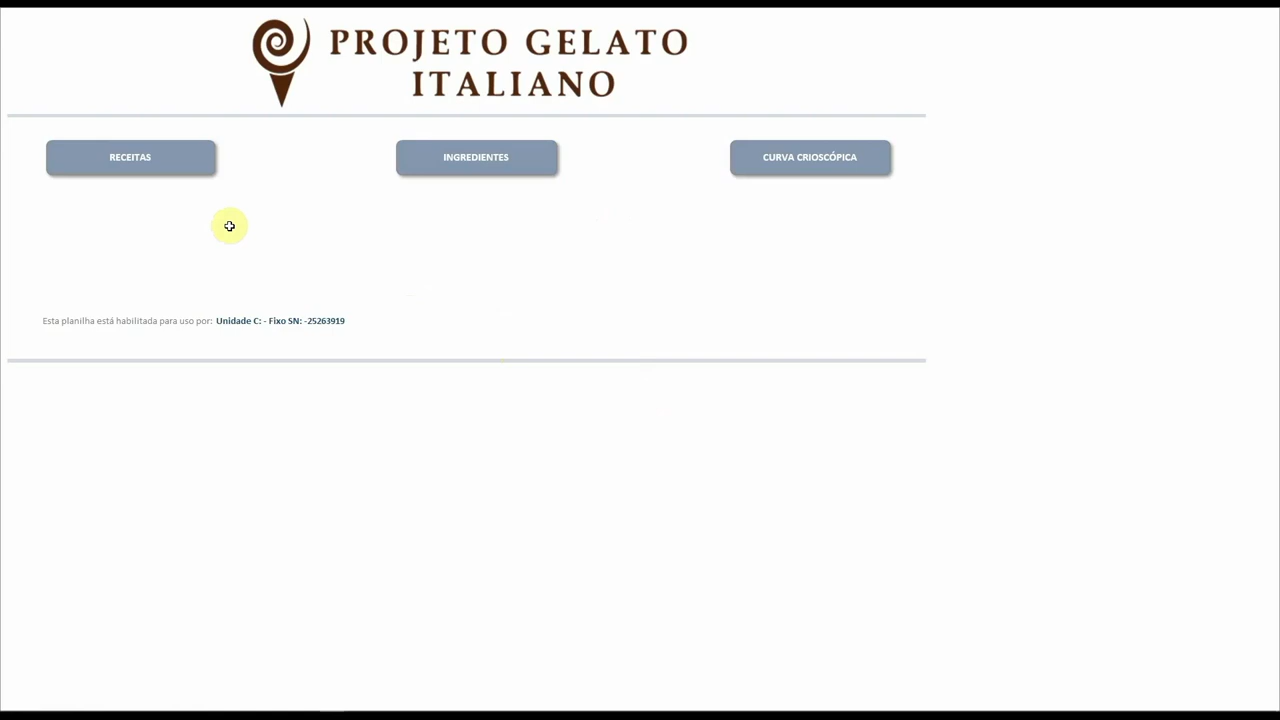 PROJETO GELATO
ITALIANO
RECEITAS
INGREDIENTES
CURVA CRIOSCÓPICA
Esta planilha está habilitada para uso por: Unidade C: - Fixo SN: -25263919